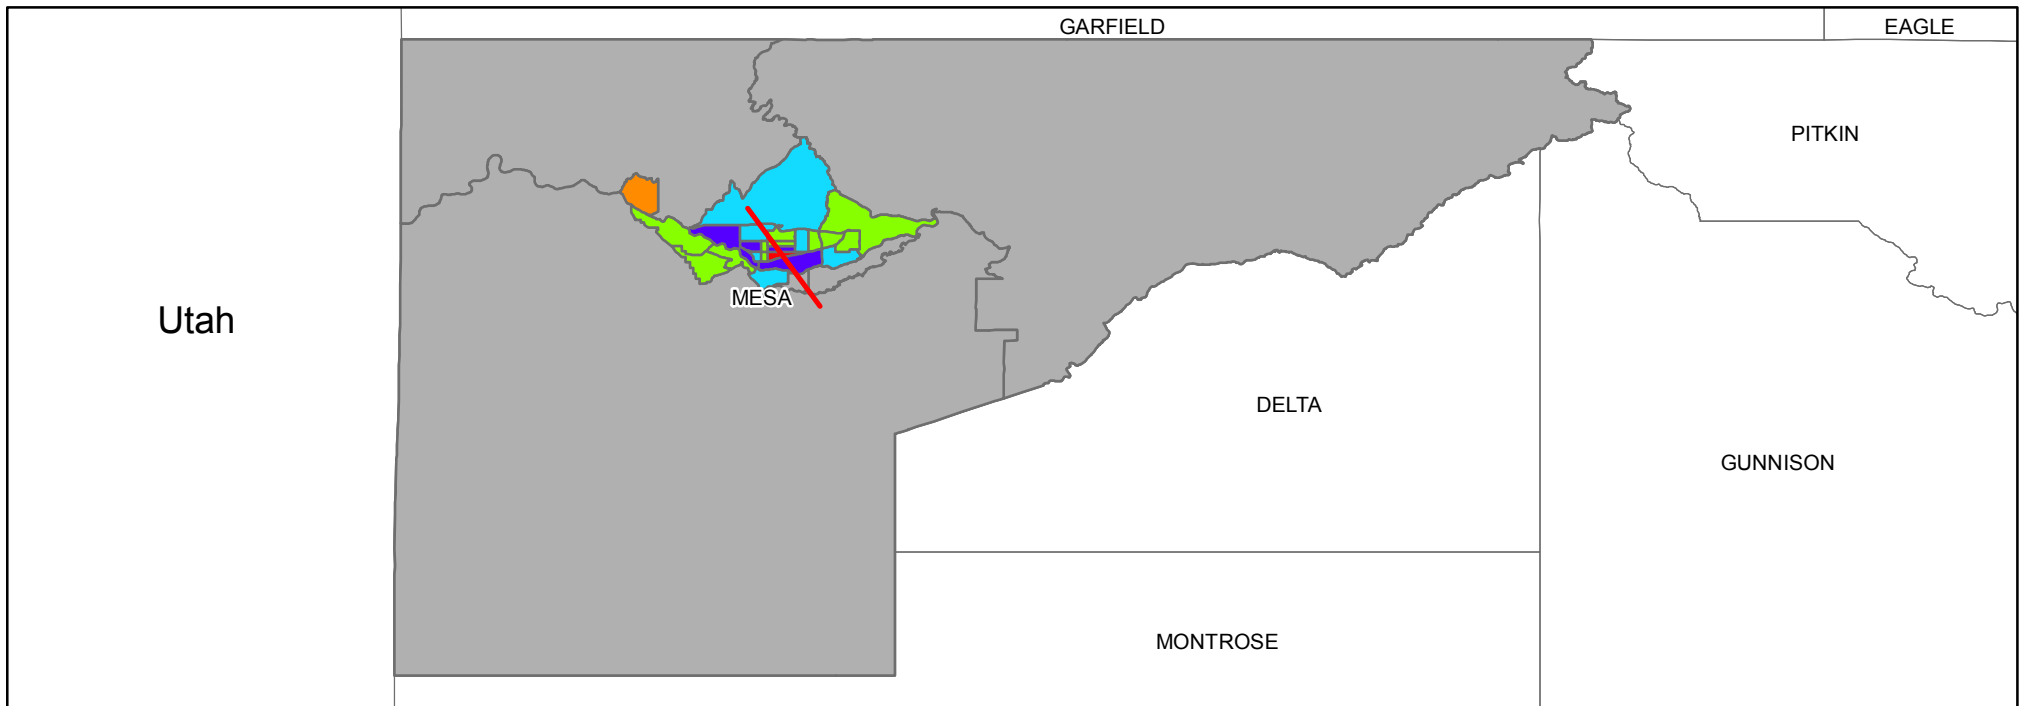 GARFIELD
EAGLE
PITKIN
MESA
Utah
DELTA
GUNNISON
MONTROSE